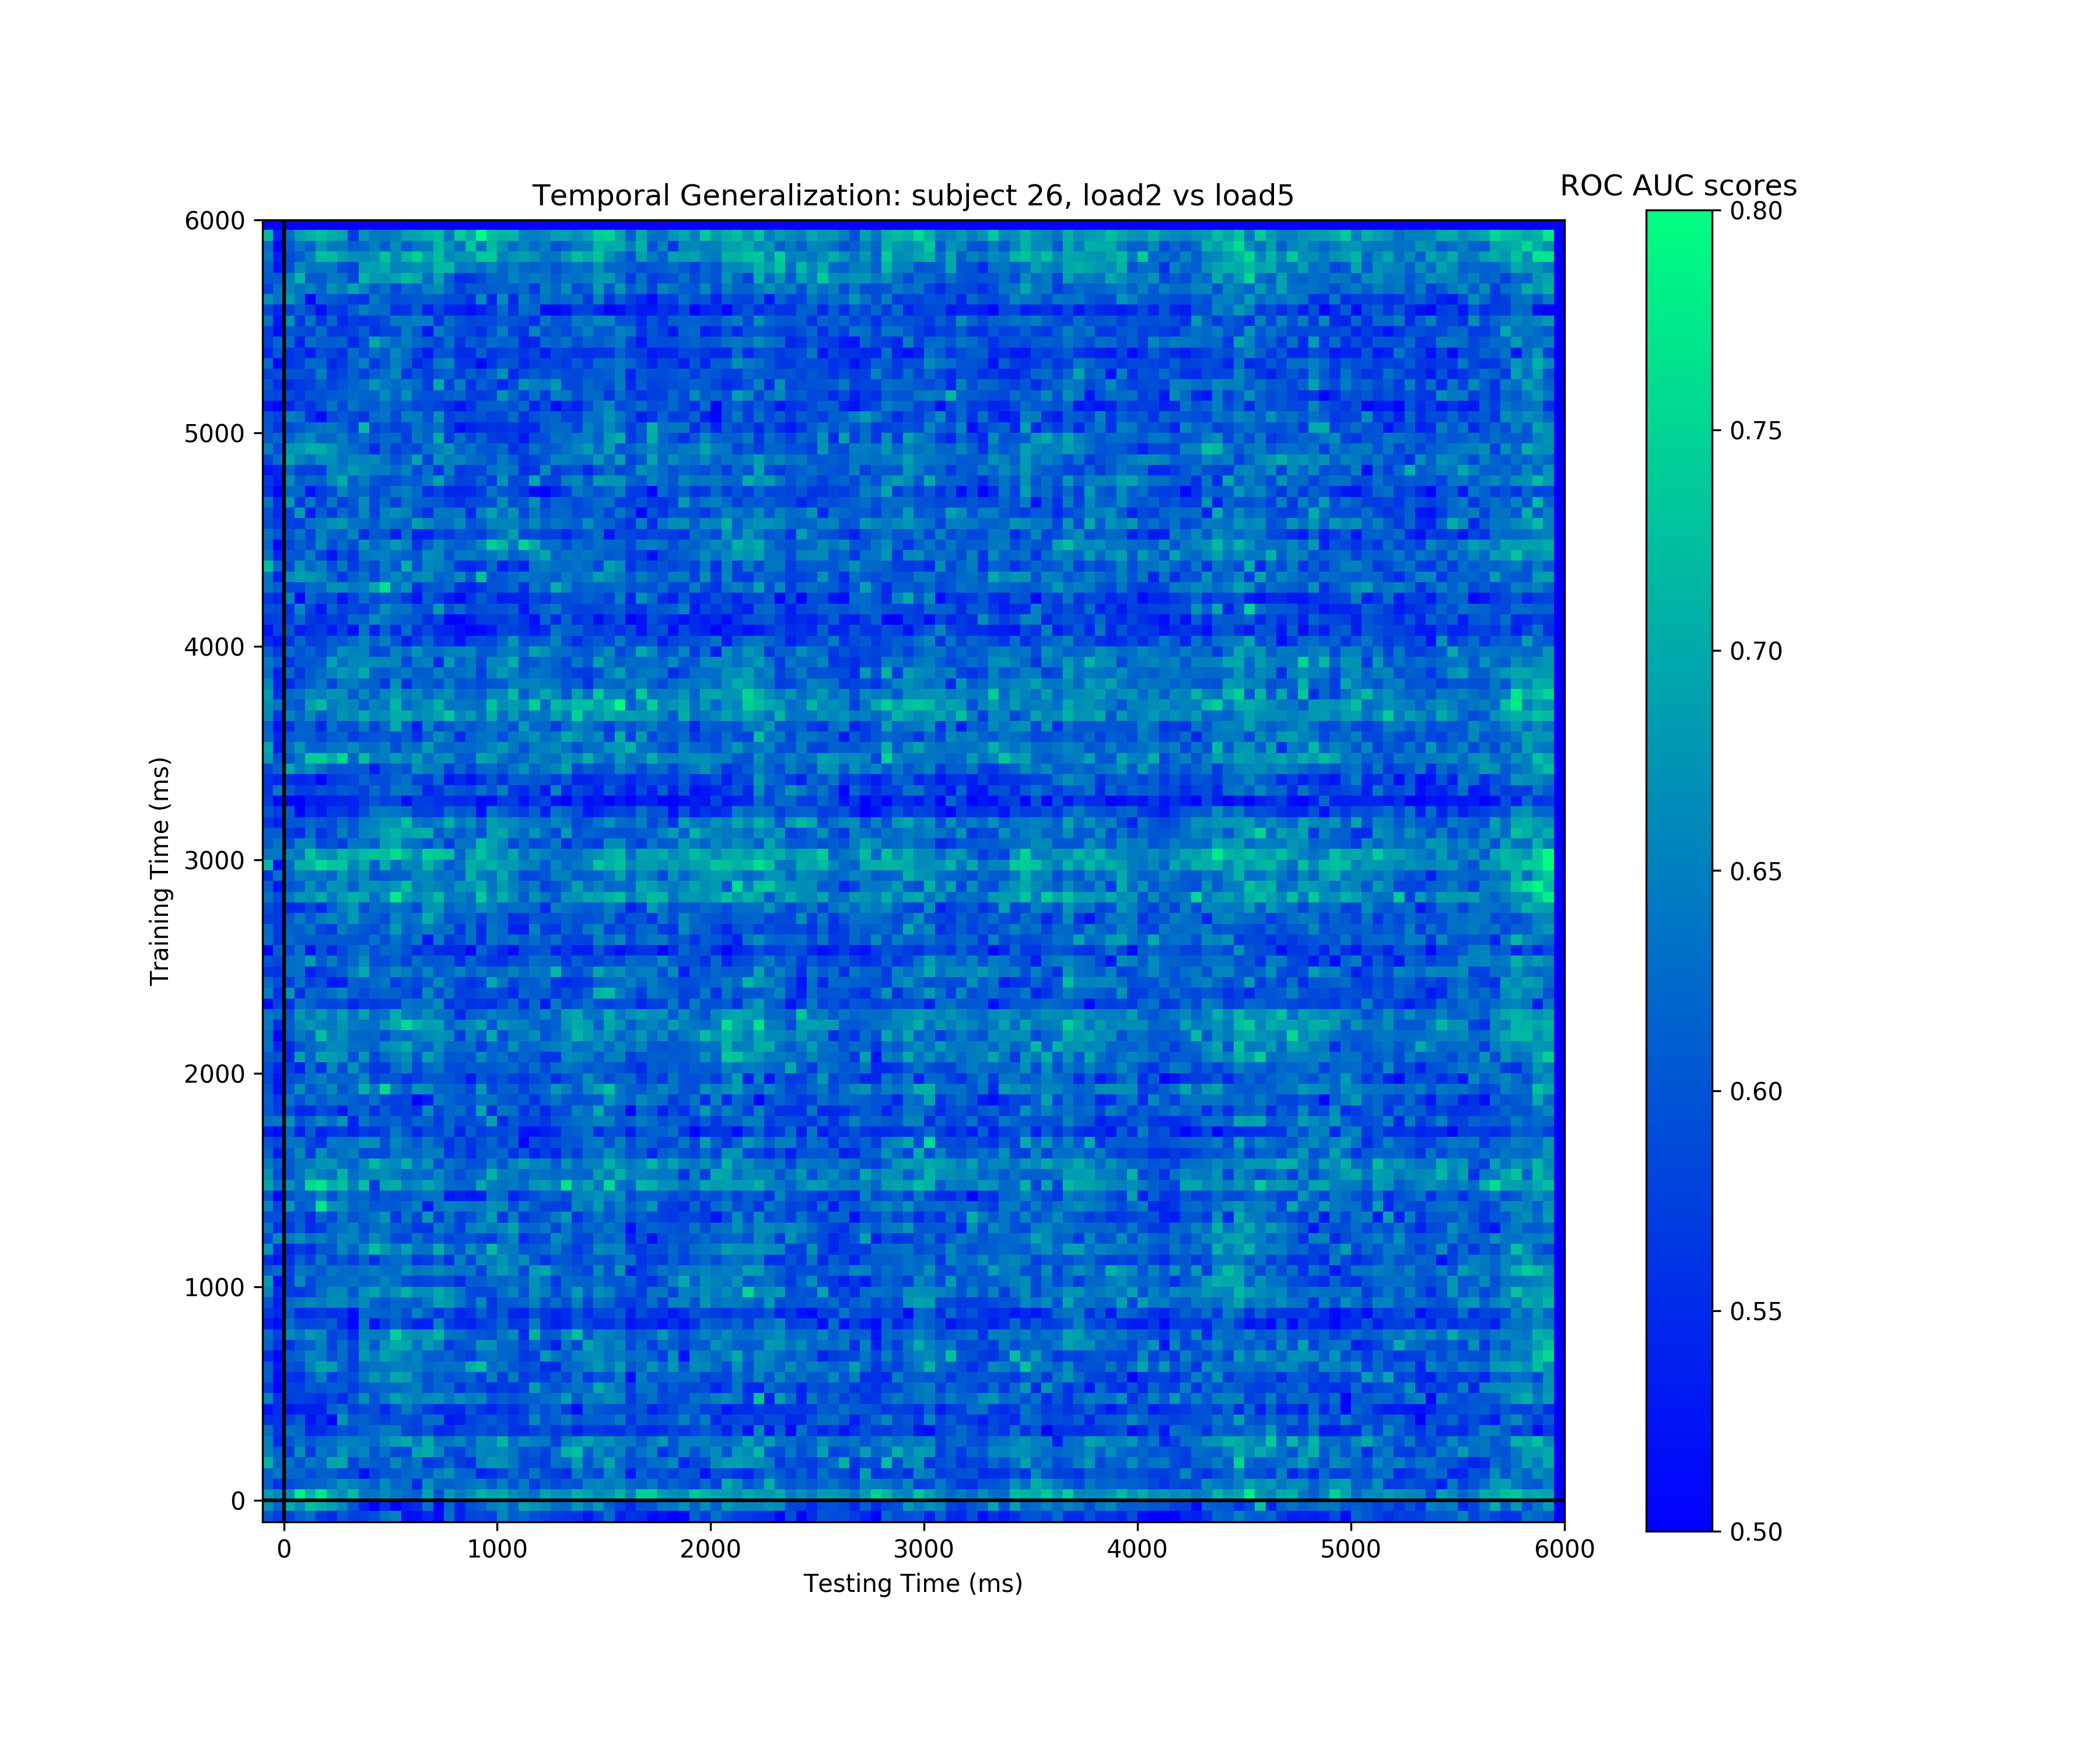 Temporal Generalization: subject 26, load2 vs load5
ROC AUC scores
6000
5000
4000
3000
2000
1000
0
Training Time (ms)
0 1000 2000 3000 4000 5000 6000
Testing Time (ms)
0.80
0.75
0.70
0.65
0.60
0.55
0.50